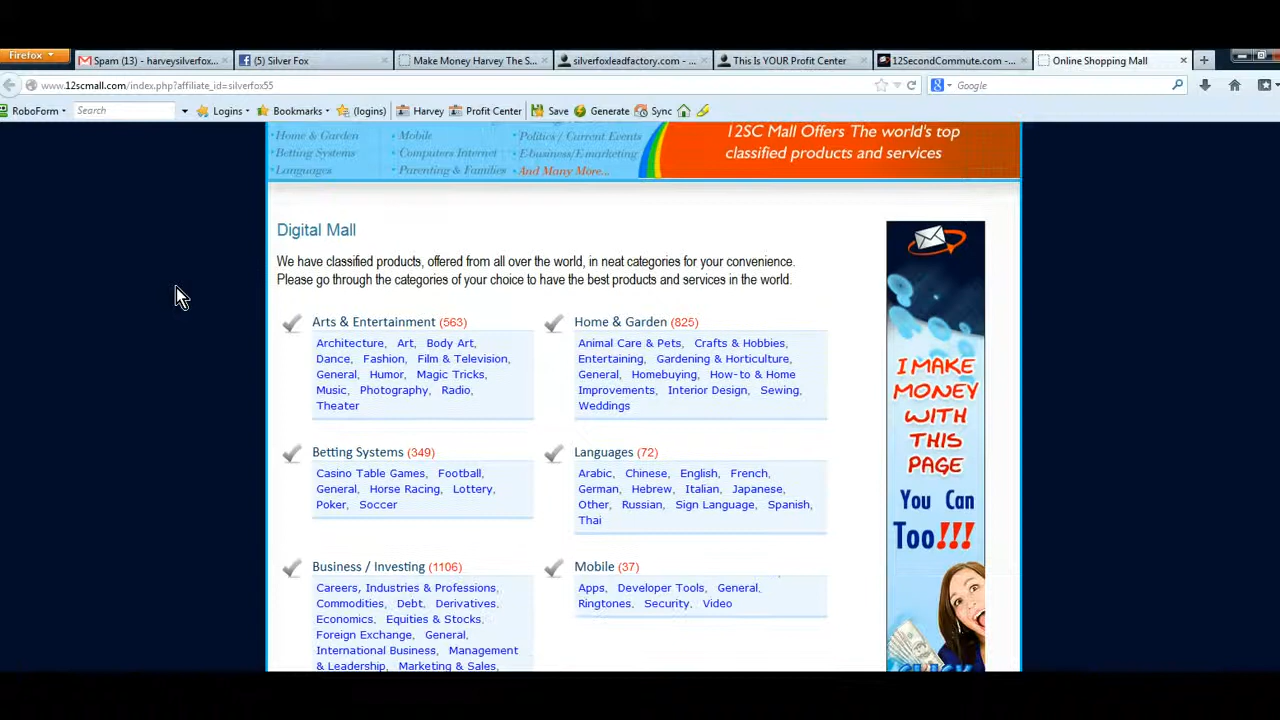 Firefox
Spam (13) - harveysilverfox...
(5) Silver Fox
Make Money Harvey The S...
silverfoxleadfactory.com - ...
This Is YOUR Profit Center
12SecondCommute.com - ...
Online Shopping Mall
www.12scmall.com/index.php?affiliate_id=silverfox55
Google
RoboForm
Search
Logins
Bookmarks
(logins)
Harvey
Profit Center
Save
Generate
Sync
Home & Garden
Mobile
Politics / Current Events
Betting Systems
Computers Internet
E-business/Emarketing
Languages
Parenting & Families
And Many More...
12SC Mall Offers The world's top
classified products and services
Digital Mall
We have classified products, offered from all over the world, in neat categories for your convenience.
Please go through the categories of your choice to have the best products and services in the world.
Arts & Entertainment (563)
Architecture, Art, Body Art,
Dance, Fashion, Film & Television,
General, Humor, Magic Tricks,
Music, Photography, Radio,
Theater
Home & Garden (825)
Animal Care & Pets, Crafts & Hobbies,
Entertaining, Gardening & Horticulture,
General, Homebuying, How-to & Home
Improvements, Interior Design, Sewing,
Weddings
Betting Systems (349)
Casino Table Games, Football,
General, Horse Racing, Lottery,
Poker, Soccer
Languages (72)
Arabic, Chinese, English, French,
German, Hebrew, Italian, Japanese,
Other, Russian, Sign Language, Spanish,
Thai
Business / Investing (1106)
Careers, Industries & Professions,
Commodities, Debt, Derivatives,
Economics, Equities & Stocks,
Foreign Exchange, General,
International Business, Management
& Leadership, Marketing & Sales,
Mobile (37)
Apps, Developer Tools, General,
Ringtones, Security, Video
I MAKE
MONEY
WITH
THIS
PAGE
You Can
Too!!!
CLICK